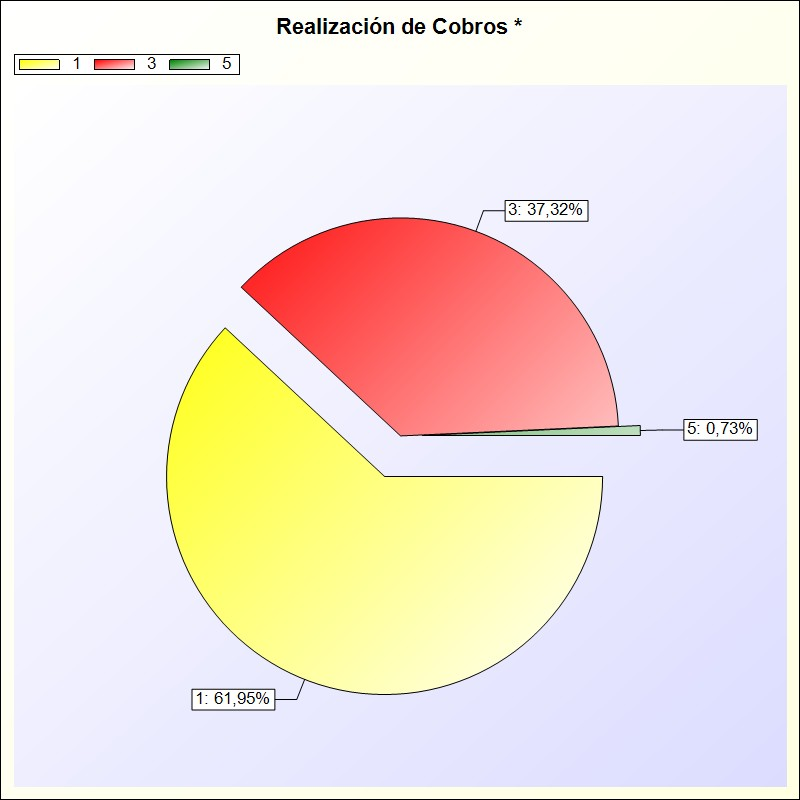 Realización de Cobros *
1 3 5
3: 37,32%
5: 0,73%
1: 61,95%